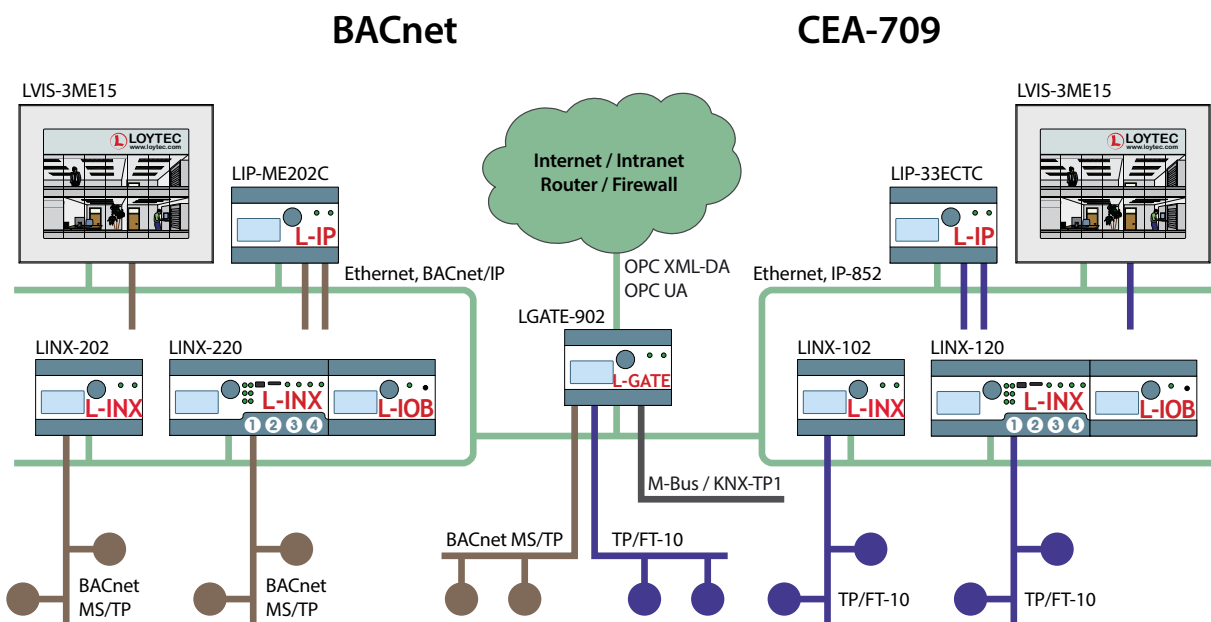 BACnet
CEA-709
LVIS-3ME15
LOYTEC
www.loytec.com
LIP-ME202C
L-IP
Internet / Intranet
Router / Firewall
LIP-33ECTC
L-IP
LVIS-3ME15
LOYTEC
www.loytec.com
Ethernet, BACnet/IP
OPC XML-DA
OPC UA
Ethernet, IP-852
LGATE-902
L-GATE
LINX-202
L-INX
LINX-220
L-INX
1 2 3 4
L-IOB
LINX-102
L-INX
LINX-120
L-INX
1 2 3 4
L-IOB
M-Bus / KNX-TP1
BACnet MS/TP
TP/FT-10
BACnet
MS/TP
BACnet
MS/TP
TP/FT-10
TP/FT-10